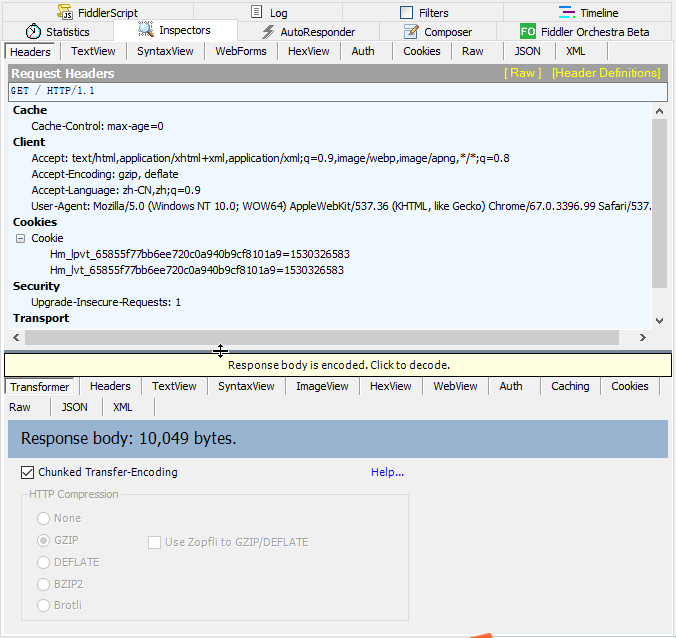 FiddlerScript Log Filters Timeline
Statistics Inspectors AutoResponder Composer FO Fiddler Orchestra Beta
Headers TextView SyntaxView WebForms HexView Auth Cookies Raw JSON XML
Request Headers [ Raw ] [Header Definitions]
GET / HTTP/1.1
Cache
Cache-Control: max-age=0
Client
Accept: text/html,application/xhtml+xml,application/xml;q=0.9,image/webp,image/apng,*/*;q=0.8
Accept-Encoding: gzip, deflate
Accept-Language: zh-CN,zh;q=0.9
User-Agent: Mozilla/5.0 (Windows NT 10.0; WOW64) AppleWebKit/537.36 (KHTML, like Gecko) Chrome/67.0.3396.99 Safari/537.
Cookies
Cookie
Hm_lpvt_65855f77bb6ee720c0a940b9cf8101a9=1530326583
Hm_lvt_65855f77bb6ee720c0a940b9cf8101a9=1530326583
Security
Upgrade-Insecure-Requests: 1
Transport
Response body is encoded. Click to decode.
Transformer Headers TextView SyntaxView ImageView HexView WebView Auth Caching Cookies
Raw JSON XML
Response body: 10,049 bytes.
Chunked Transfer-Encoding Help...
HTTP Compression
None
GZIP Use Zopfli to GZIP/DEFLATE
DEFLATE
BZIP2
Brotli